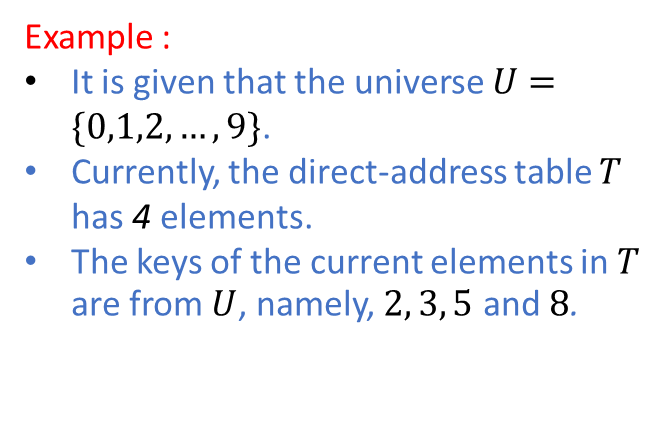 Example :
• It is given that the universe U =
{0,1,2, … , 9}.
• Currently, the direct-address table T
has 4 elements.
• The keys of the current elements in T
are from U, namely, 2, 3, 5 and 8.